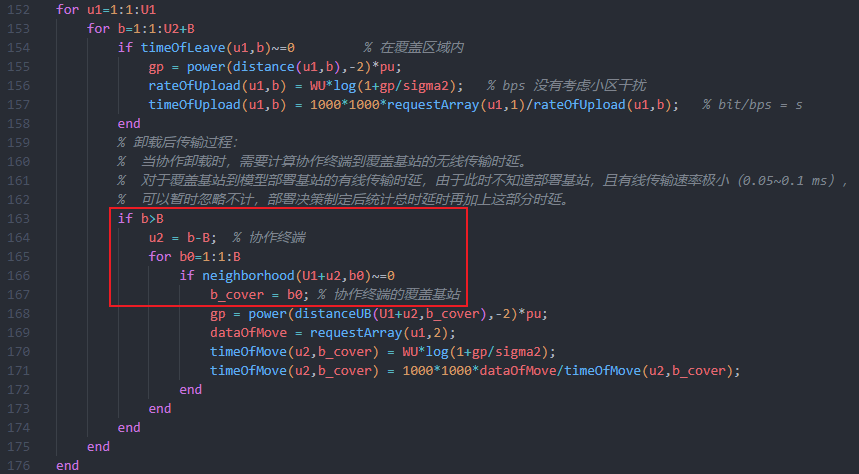 152 for u1=1:1:U1
153 for b=1:1:U2+B
154 if timeOfLeave(u1,b)~=0 % 在覆盖区域内
155 gp = power(distance(u1,b),-2)*pu;
156 rateOfUpload(u1,b) = WU*log(1+gp/sigma2); % bps 没有考虑小区干扰
157 timeOfUpload(u1,b) = 1000*1000*requestArray(u1,1)/rateOfUpload(u1,b); % bit/bps = s
158 end
159 % 卸载后传输过程：
160 % 当协作卸载时，需要计算协作终端到覆盖基站的无线传输时延。
161 % 对于覆盖基站到模型部署基站的有线传输时延，由于此时不知道部署基站，且有线传输速率极小（0.05~0.1 ms），
162 % 可以暂时忽略不计，部署决策制定后统计总时延时再加上这部分时延。
163 if b>B
164 u2 = b-B; % 协作终端
165 for b0=1:1:B
166 if neighborhood(U1+u2,b0)~=0
167 b_cover = b0; % 协作终端的覆盖基站
168 gp = power(distanceUB(U1+u2,b_cover),-2)*pu;
169 dataOfMove = requestArray(u1,2);
170 timeOfMove(u2,b_cover) = WU*log(1+gp/sigma2);
171 timeOfMove(u2,b_cover) = 1000*1000*dataOfMove/timeOfMove(u2,b_cover);
172 end
173 end
174 end
175 end
176 end